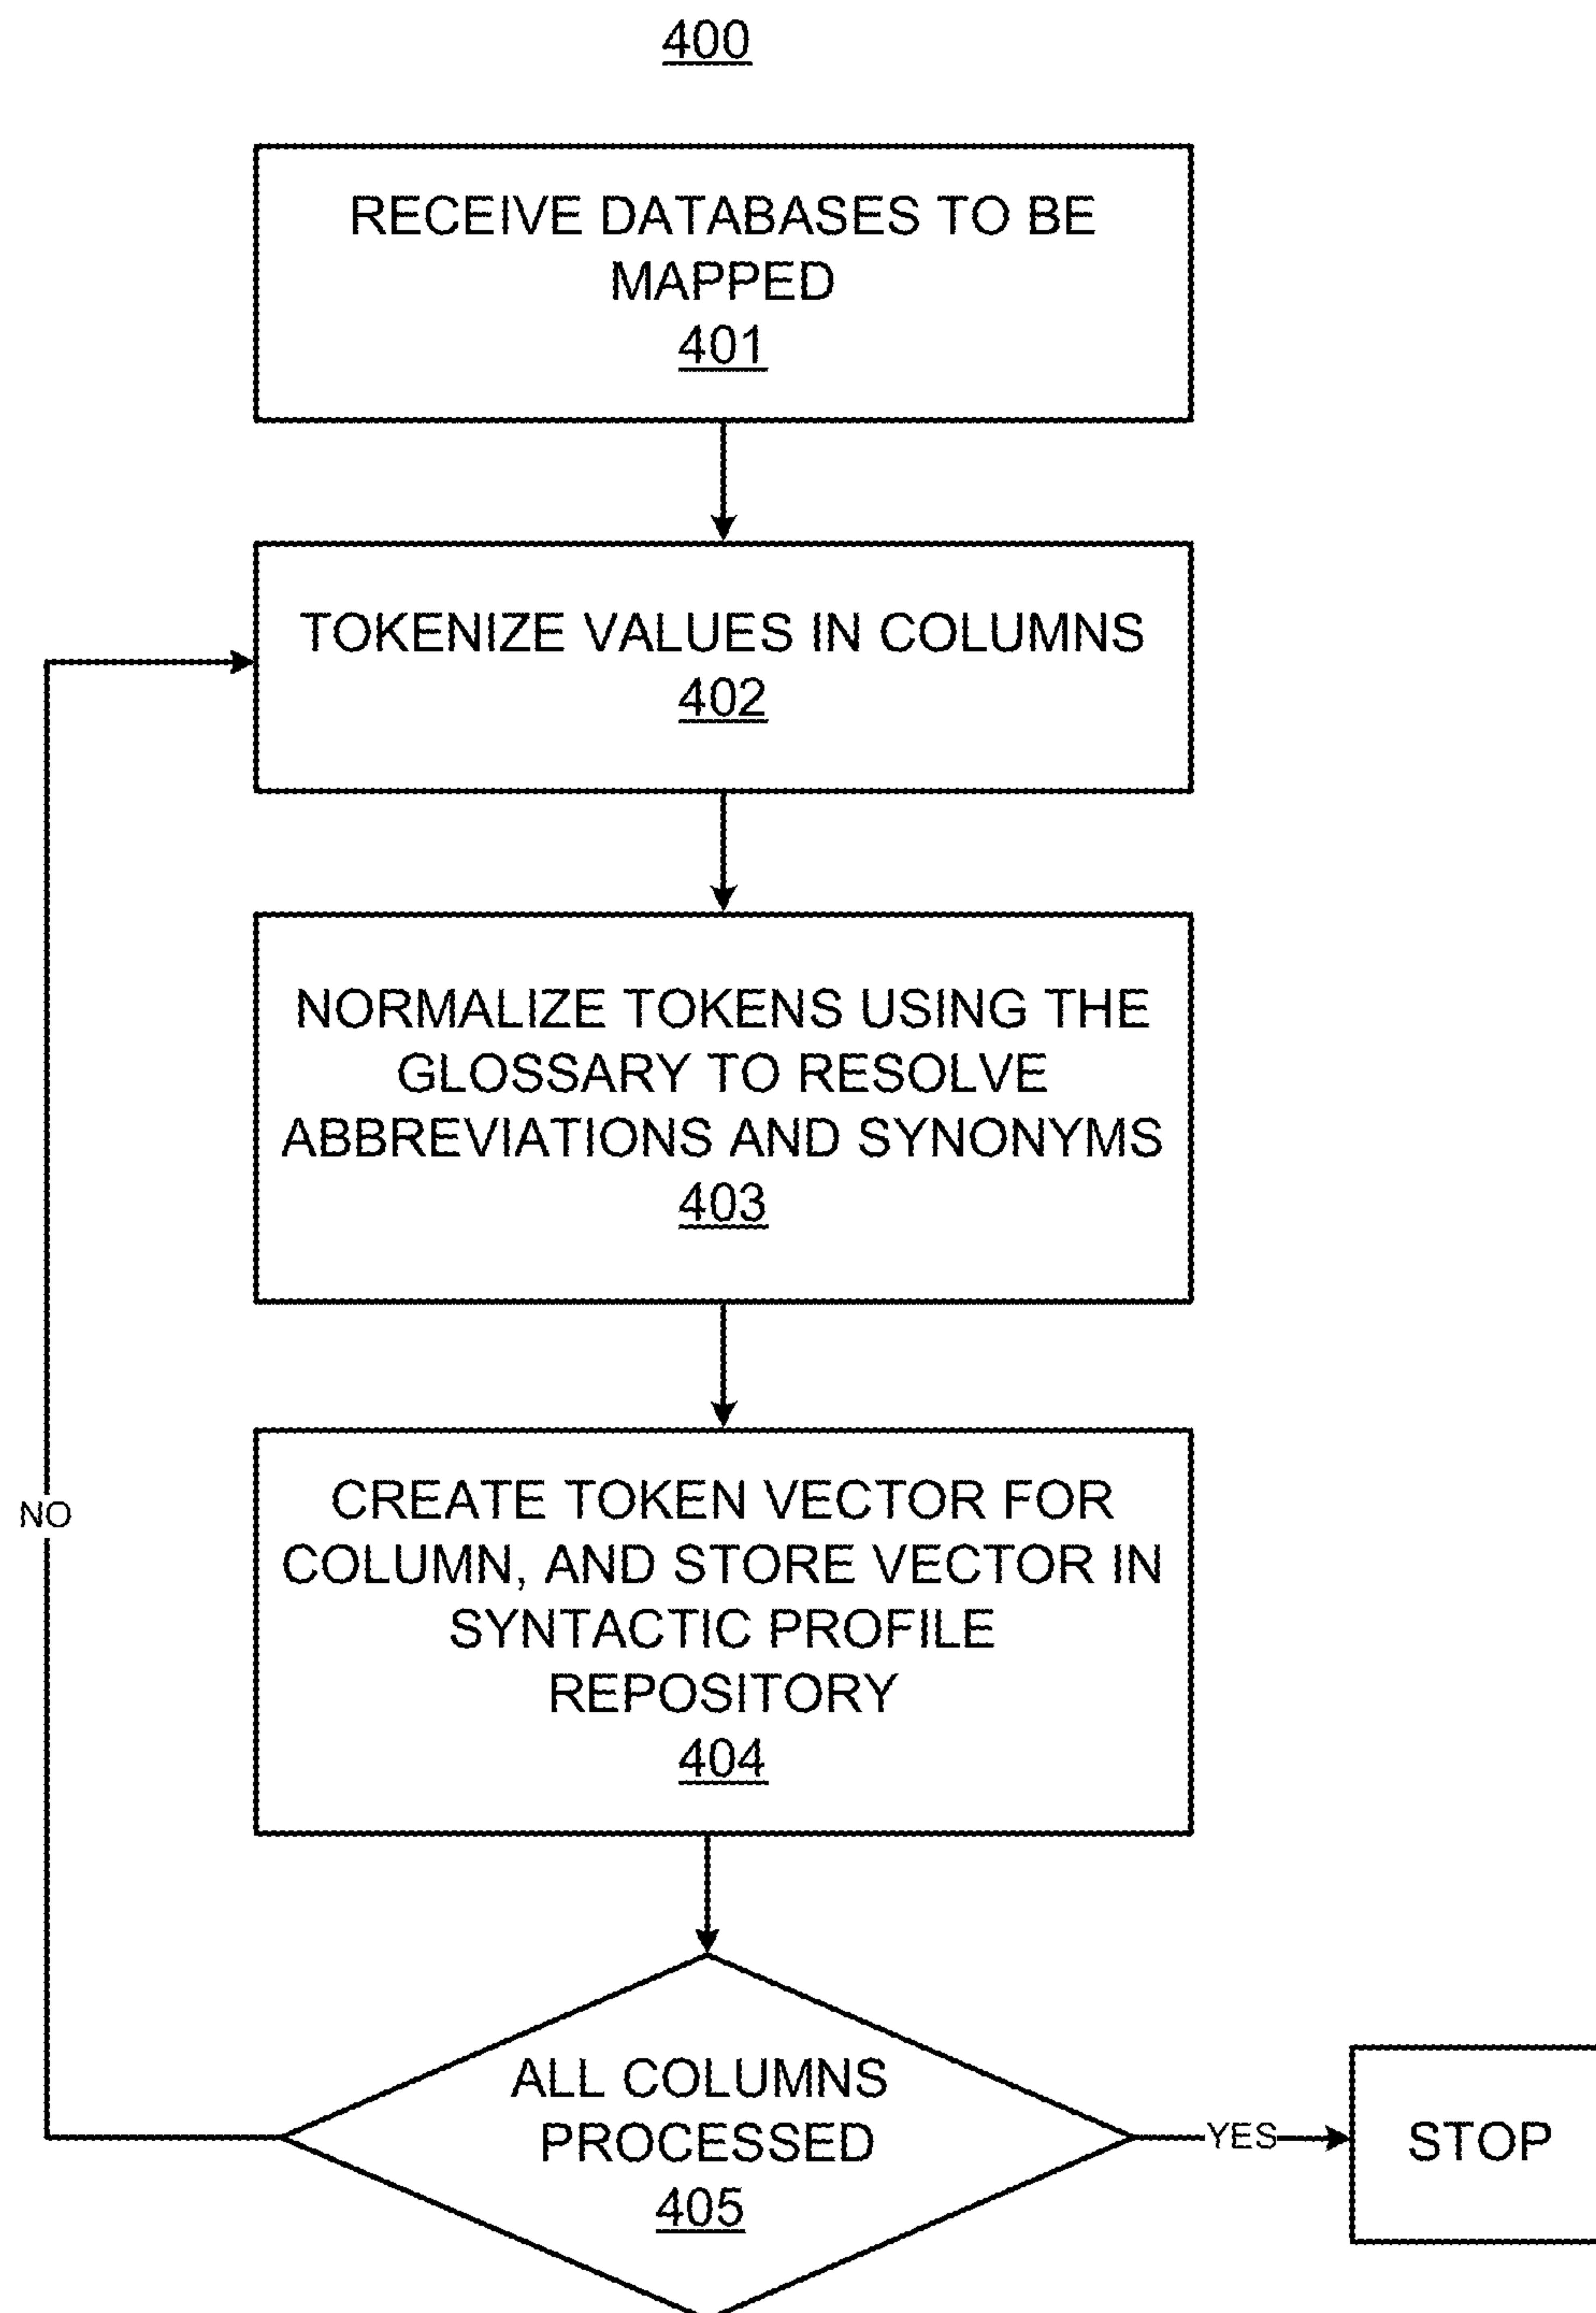 400
RECEIVE DATABASES TO BE
MAPPED
401
TOKENIZE VALUES IN COLUMNS
402
NORMALIZE TOKENS USING THE
GLOSSARY TO RESOLVE
ABBREVIATIONS AND SYNONYMS
403
CREATE TOKEN VECTOR FOR
COLUMN, AND STORE VECTOR IN
SYNTACTIC PROFILE
REPOSITORY
404
NO
ALL COLUMNS
PROCESSED
405
YES
STOP